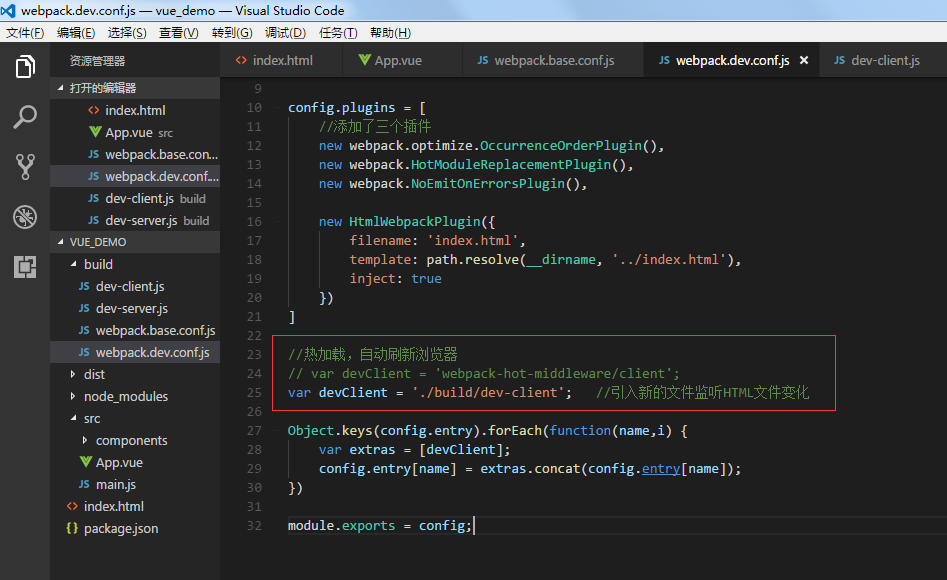 webpack.dev.conf.js — vue_demo — Visual Studio Code
文件(F) 编辑(E) 选择(S) 查看(V) 转到(G) 调试(D) 任务(T) 帮助(H)
资源管理器
打开的编辑器
<> index.html
App.vue src
JS webpack.base.con...
JS webpack.dev.conf....
JS dev-client.js build
JS dev-server.js build
VUE_DEMO
build
JS dev-client.js
JS dev-server.js
JS webpack.base.conf.js
JS webpack.dev.conf.js
dist
node_modules
src
components
App.vue
JS main.js
<> index.html
{} package.json
<> index.html App.vue JS webpack.base.conf.js JS webpack.dev.conf.js × JS dev-client.js
9
10 config.plugins = [
11 //添加了三个插件
12 new webpack.optimize.OccurrenceOrderPlugin(),
13 new webpack.HotModuleReplacementPlugin(),
14 new webpack.NoEmitOnErrorsPlugin(),
15
16 new HtmlWebpackPlugin({
17 filename: 'index.html',
18 template: path.resolve(__dirname, '../index.html'),
19 inject: true
20 })
21 ]
22
23 //热加载，自动刷新浏览器
24 // var devClient = 'webpack-hot-middleware/client';
25 var devClient = './build/dev-client'; //引入新的文件监听HTML文件变化
26
27 Object.keys(config.entry).forEach(function(name,i) {
28 var extras = [devClient];
29 config.entry[name] = extras.concat(config.entry[name]);
30 })
31
32 module.exports = config;